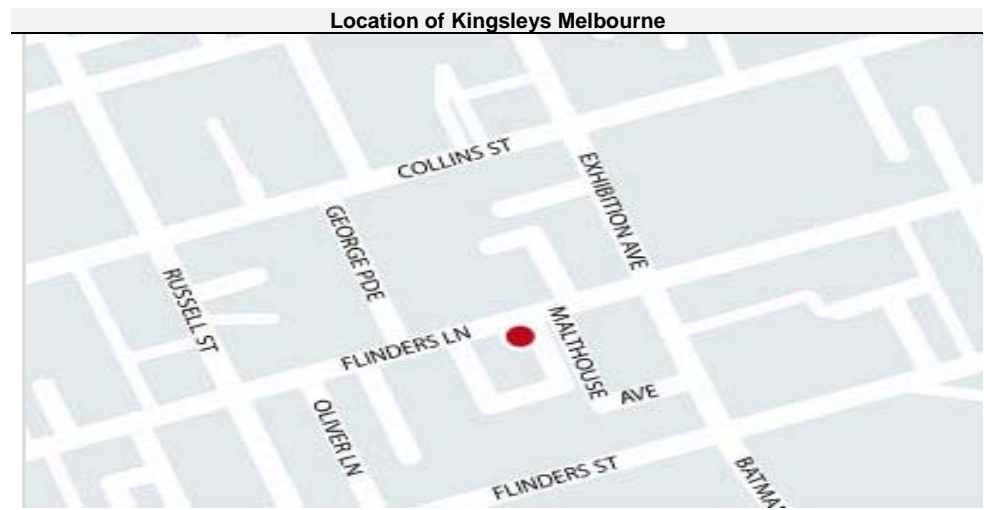 Location of Kingsleys Melbourne
COLLINS ST
EXHIBITION AVE
GEORGE PDE
RUSSELL ST
MALTHOUSE
AVE
FLINDERS LN
OLIVER LN
FLINDERS ST
BATMA